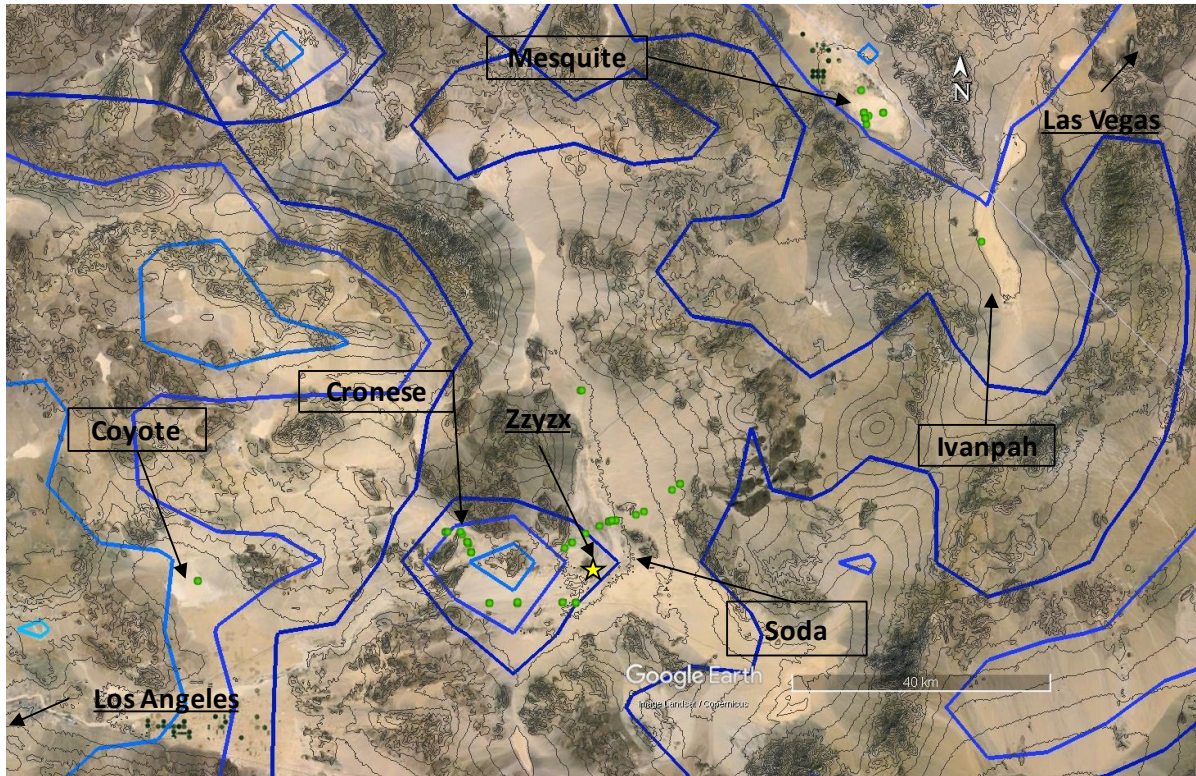 Mesquite
N
Las Vegas
Cronese
Zzyzx
Coyote
Ivanpah
Soda
Google Earth
40 km
Image Landsat / Copernicus
Los Angeles